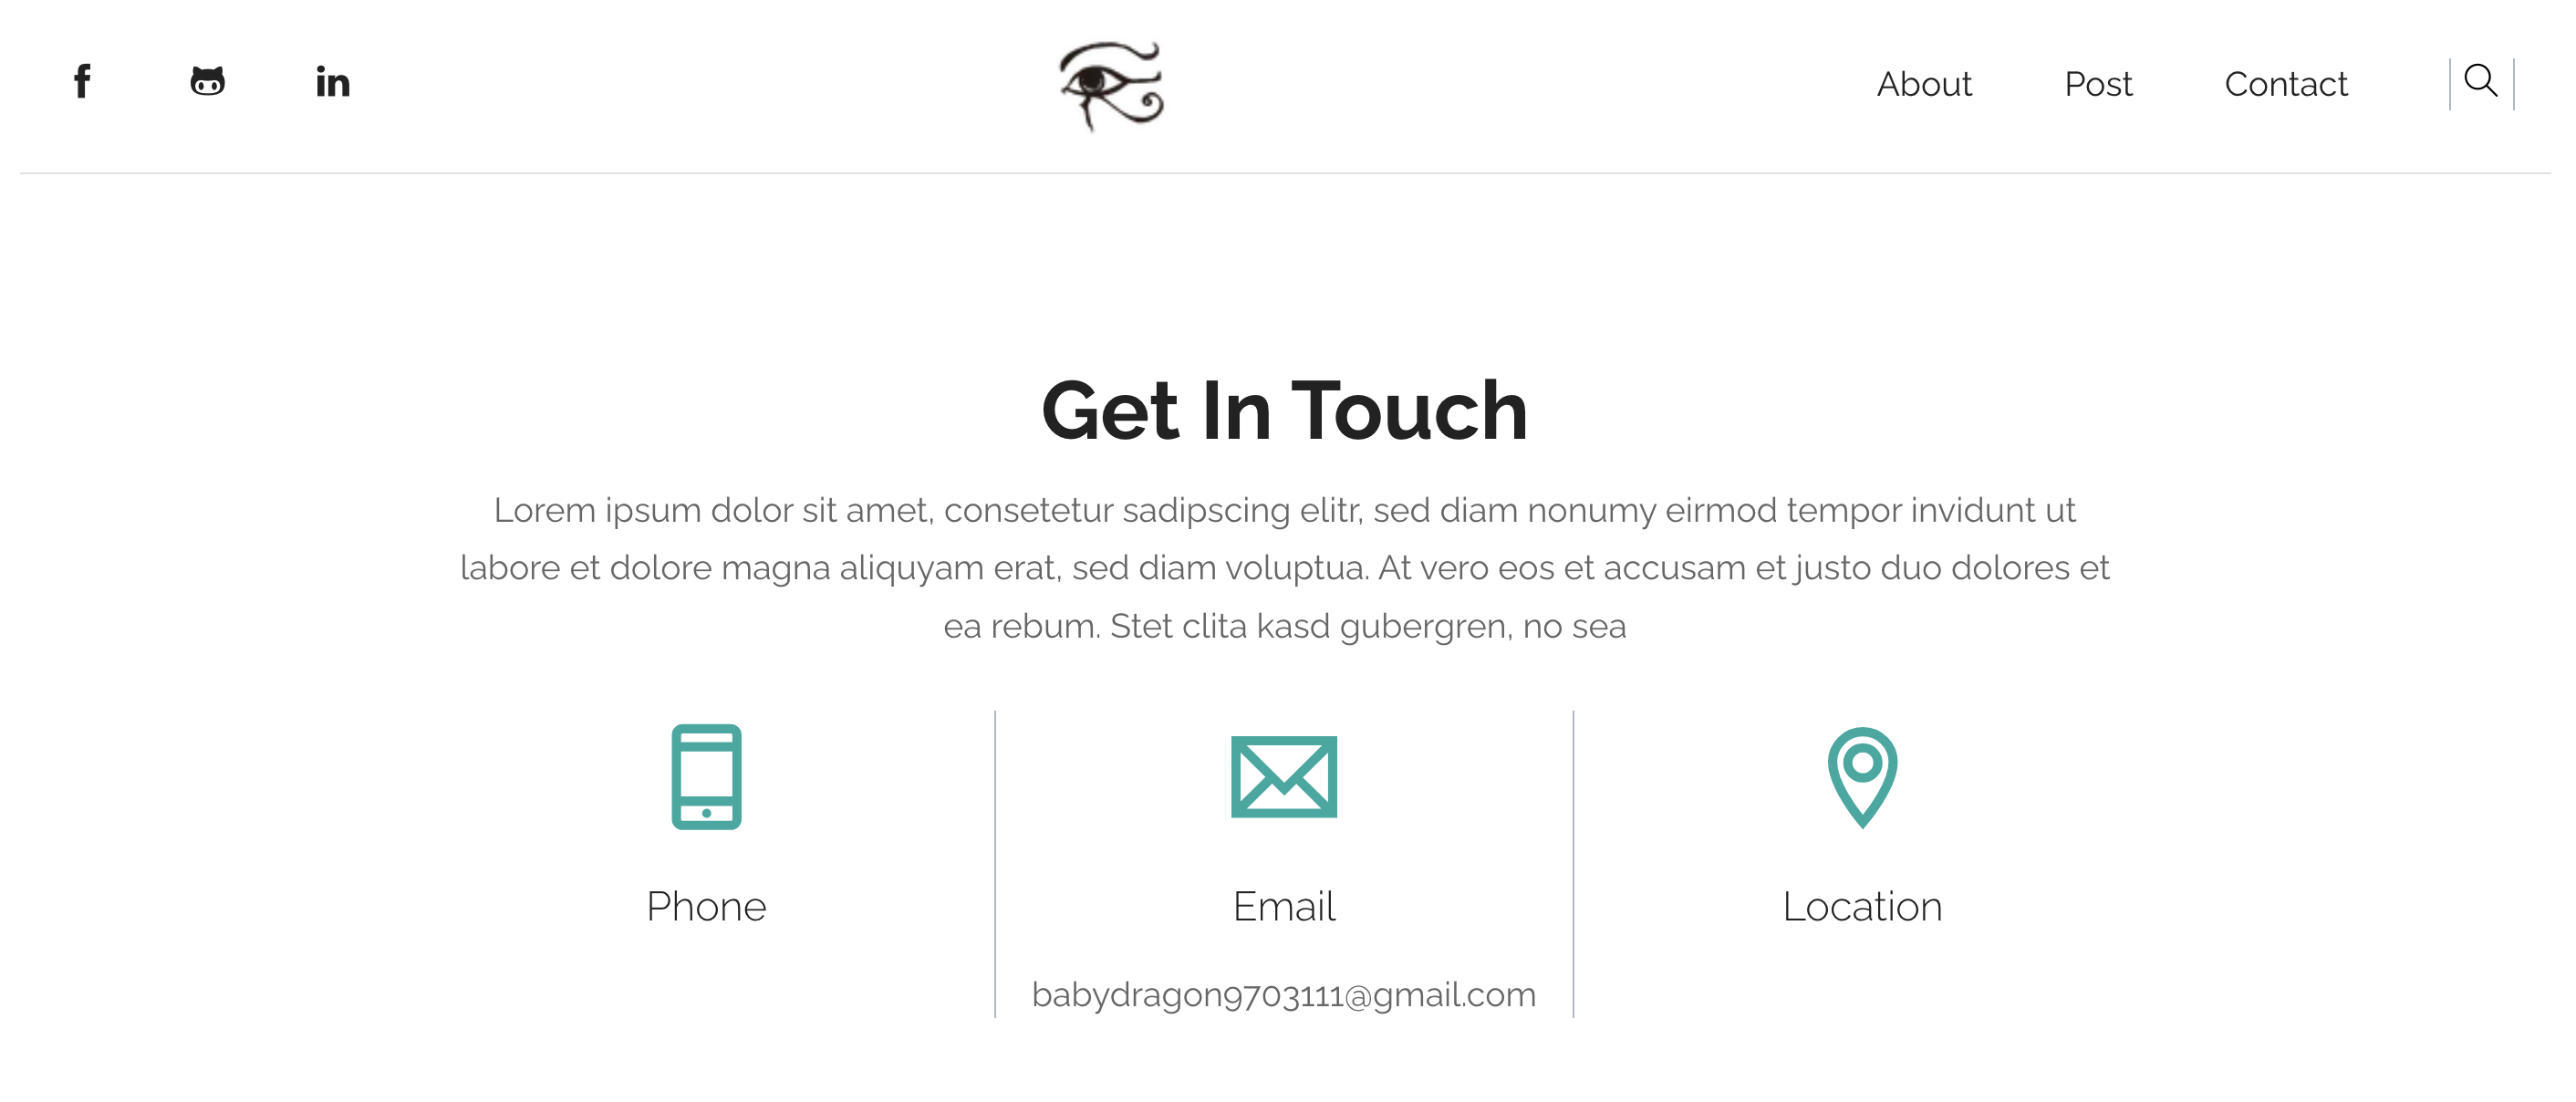 About
Post
Contact
Get In Touch
Lorem ipsum dolor sit amet, consetetur sadipscing elitr, sed diam nonumy eirmod tempor invidunt ut
labore et dolore magna aliquyam erat, sed diam voluptua. At vero eos et accusam et justo duo dolores et
ea rebum. Stet clita kasd gubergren, no sea
Phone
Email
babydragon9703111@gmail.com
Location